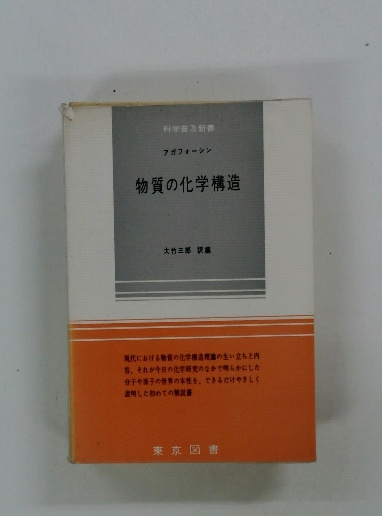 科学普及新書
アガフォーシン
物質の化学構造
大竹三郎 訳編
現代における物質の化学構造理論の生い立ちと内
容、それが今日の化学研究のなかで明らかにした
分子や原子の世界の本性を、できるだけやさしく
説明した初めての解説書
東京図書